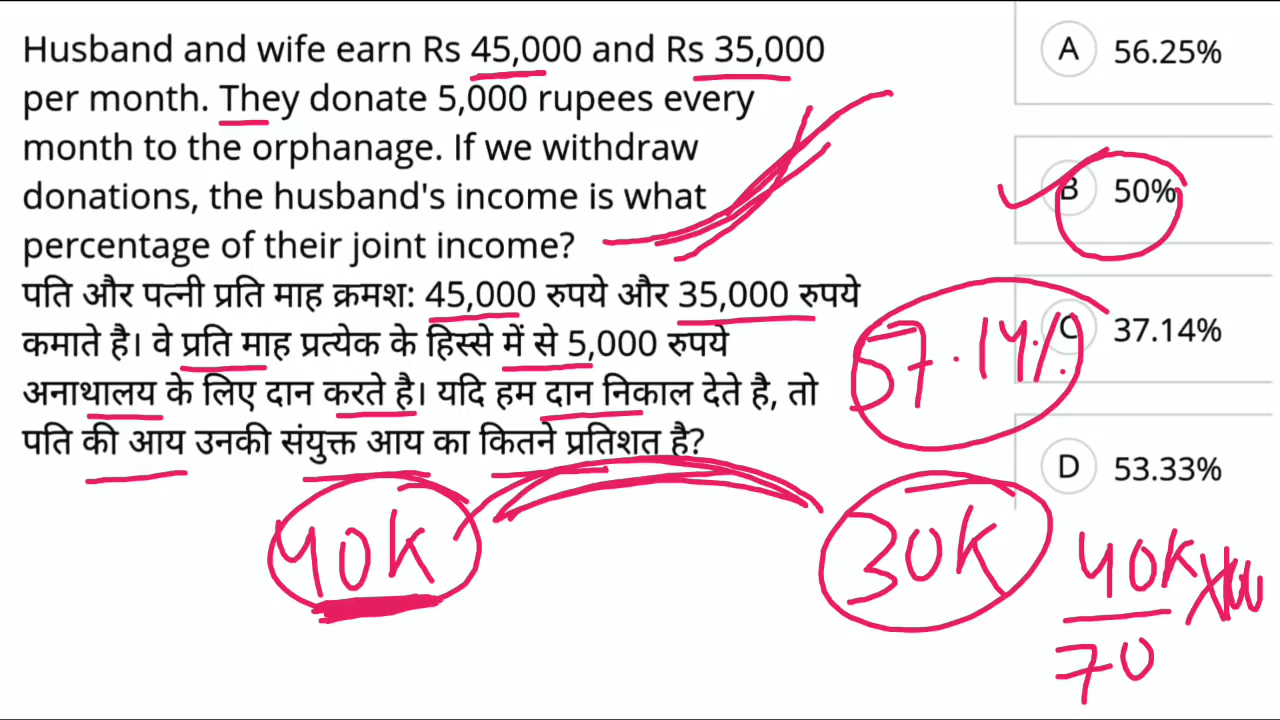 Husband and wife earn Rs 45,000 and Rs 35,000
per month. They donate 5,000 rupees every
month to the orphanage. If we withdraw
donations, the husband's income is what
percentage of their joint income?
पति और पत्नी प्रति माह क्रमश: 45,000 रुपये और 35,000 रुपये
कमाते है। वे प्रति माह प्रत्येक के हिस्से में से 5,000 रुपये
अनाथालय के लिए दान करते है। यदि हम दान निकाल देते है, तो
पति की आय उनकी संयुक्त आय का कितने प्रतिशत है?
A 56.25%
B 50%
C 37.14%
D 53.33%
57.14%
40K
30K
40K x100
70